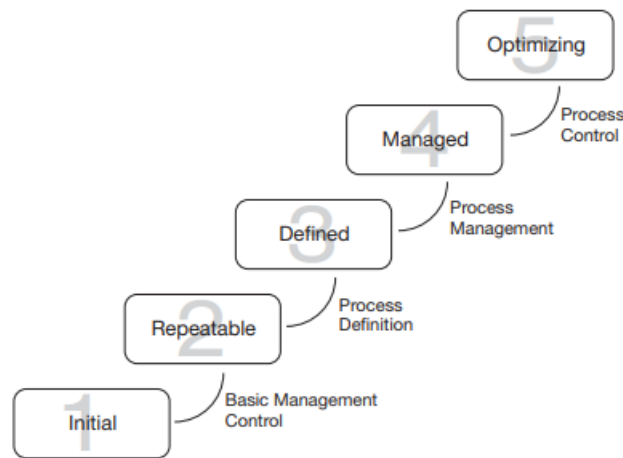 5
Optimizing
Process
Control
4
Managed
Process
Management
3
Defined
Process
Definition
2
Repeatable
Basic Management
Control
1
Initial